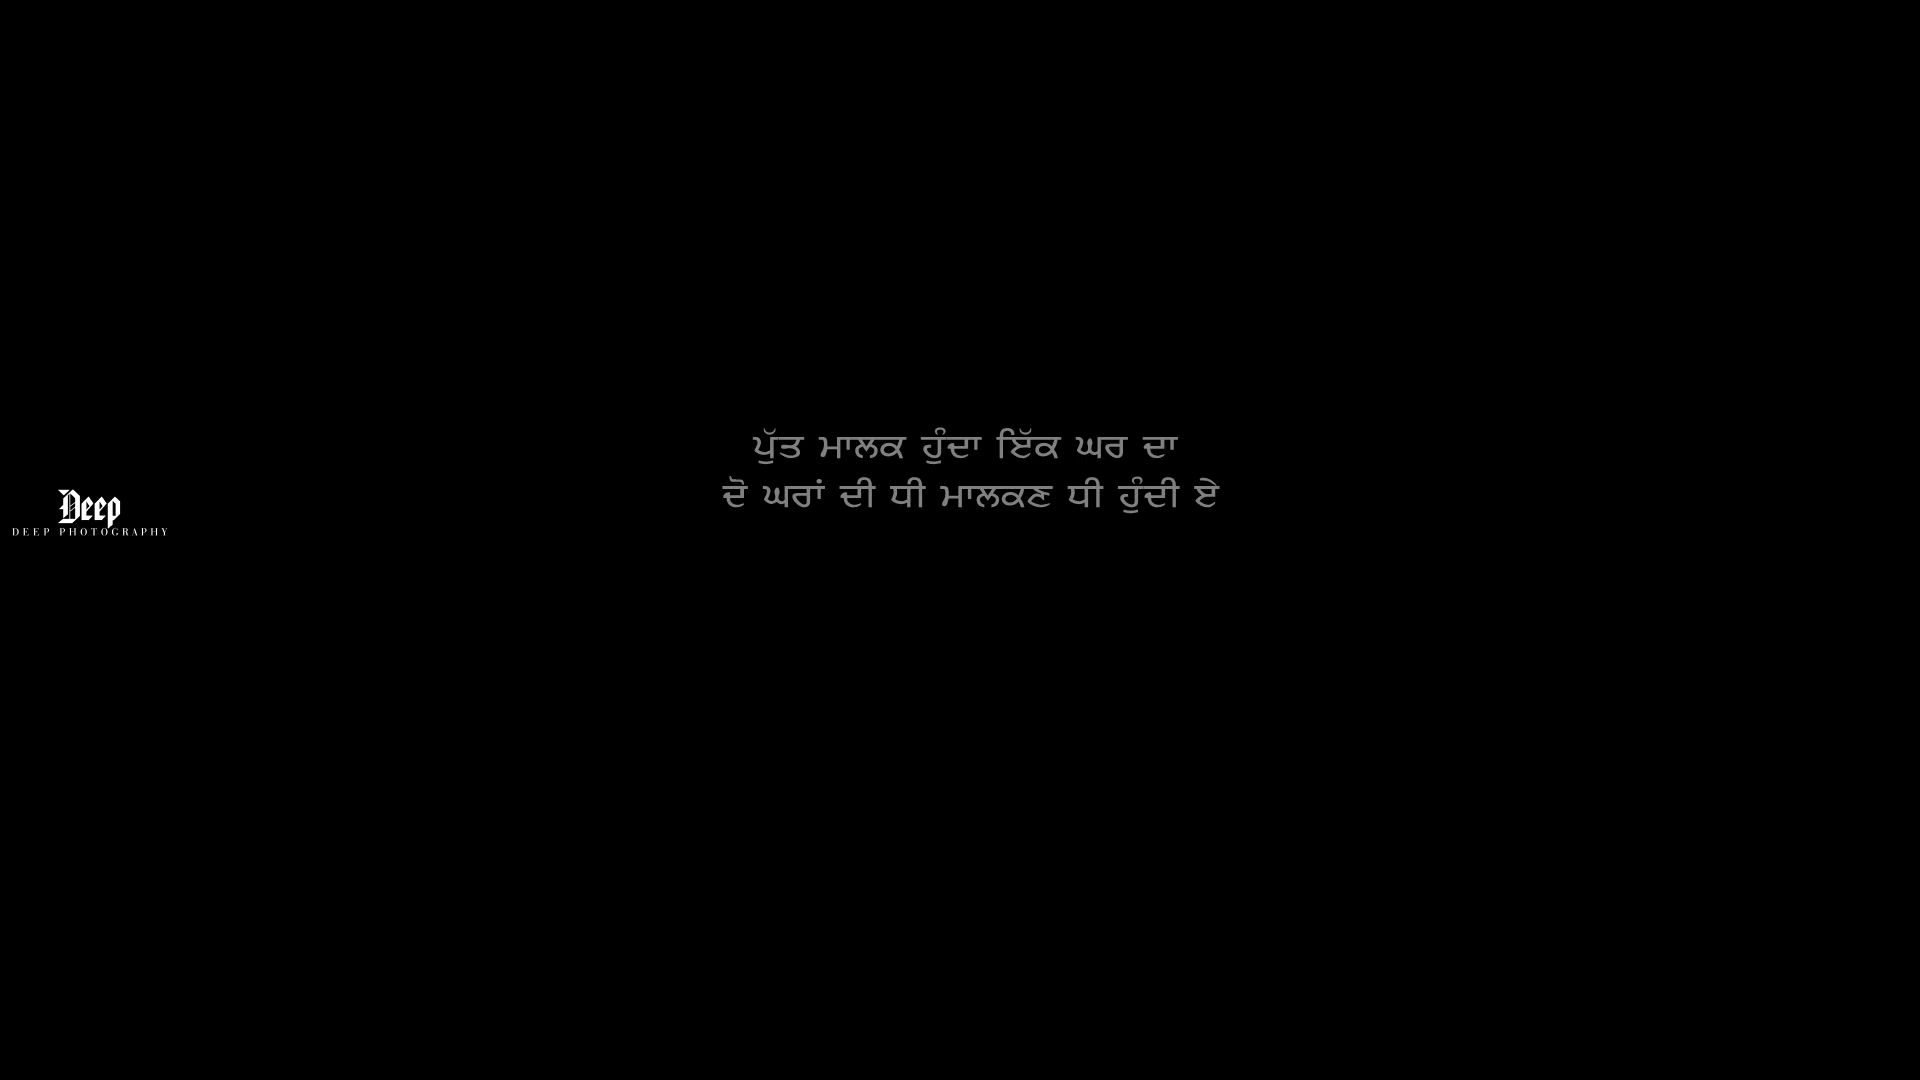 ਪੁੱਤ ਮਾਲਕ ਹੁੰਦਾ ਇੱਕ ਘਰ ਦਾ
ਦੋ ਘਰਾਂ ਦੀ ਧੀ ਮਾਲਕਣ ਧੀ ਹੁੰਦੀ ਏ
Deep
DEEP PHOTOGRAPHY